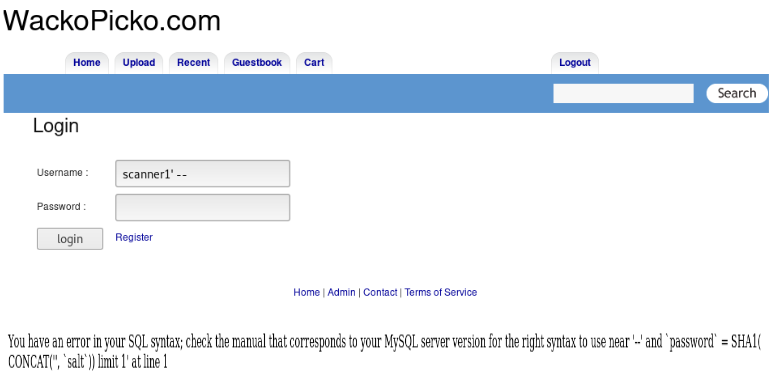 WackoPicko.com
Home Upload Recent Guestbook Cart Logout
Search
Login
Username : scanner1' --
Password :
login Register
Home | Admin | Contact | Terms of Service
You have an error in your SQL syntax; check the manual that corresponds to your MySQL server version for the right syntax to use near '--' and `password` = SHA1(
CONCAT('', `salt`)) limit 1' at line 1